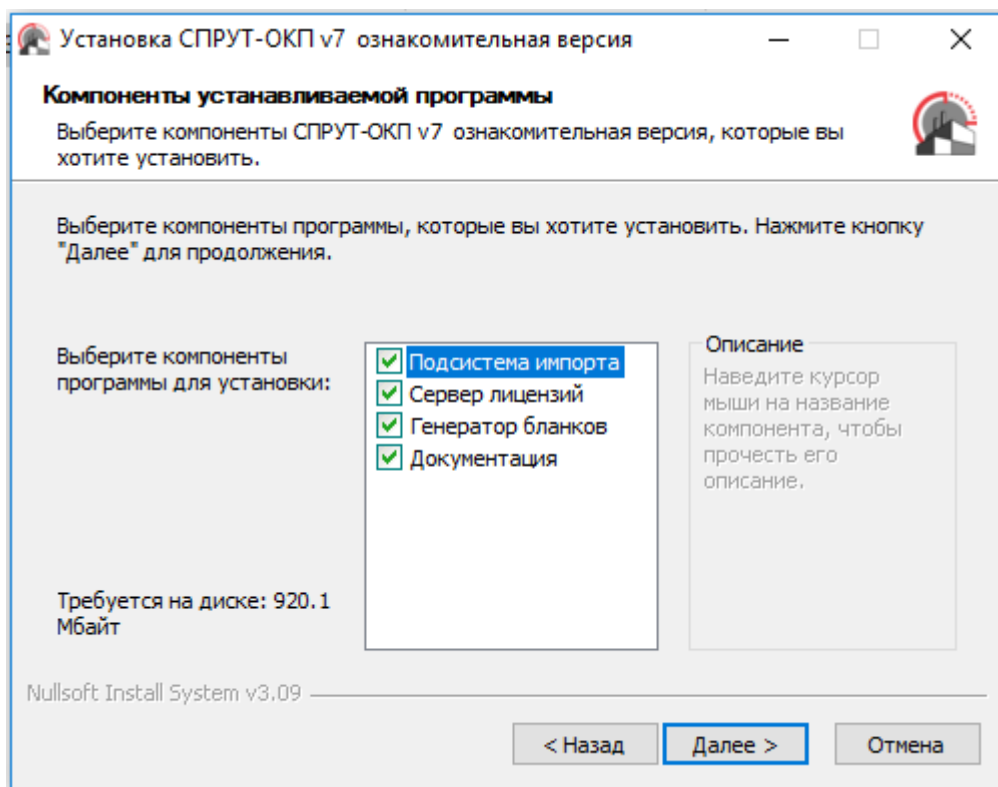 Установка СПРУТ-ОКП v7 ознакомительная версия
Компоненты устанавливаемой программы
Выберите компоненты СПРУТ-ОКП v7 ознакомительная версия, которые вы
хотите установить.
Выберите компоненты программы, которые вы хотите установить. Нажмите кнопку
"Далее" для продолжения.
Выберите компоненты
программы для установки:
Подсистема импорта
Сервер лицензий
Генератор бланков
Документация
Описание
Наведите курсор
мыши на название
компонента, чтобы
прочесть его
описание.
Требуется на диске: 920.1
Мбайт
Nullsoft Install System v3.09
< Назад
Далее >
Отмена